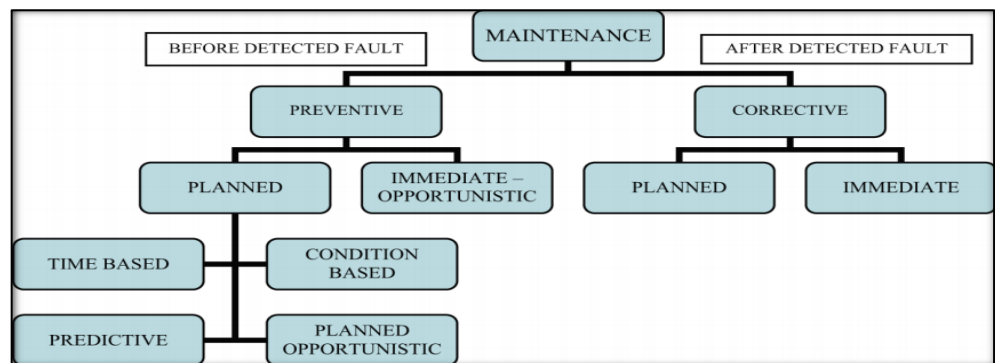 MAINTENANCE
BEFORE DETECTED FAULT
AFTER DETECTED FAULT
PREVENTIVE
CORRECTIVE
PLANNED
IMMEDIATE –
OPPORTUNISTIC
PLANNED
IMMEDIATE
TIME BASED
CONDITION
BASED
PREDICTIVE
PLANNED
OPPORTUNISTIC